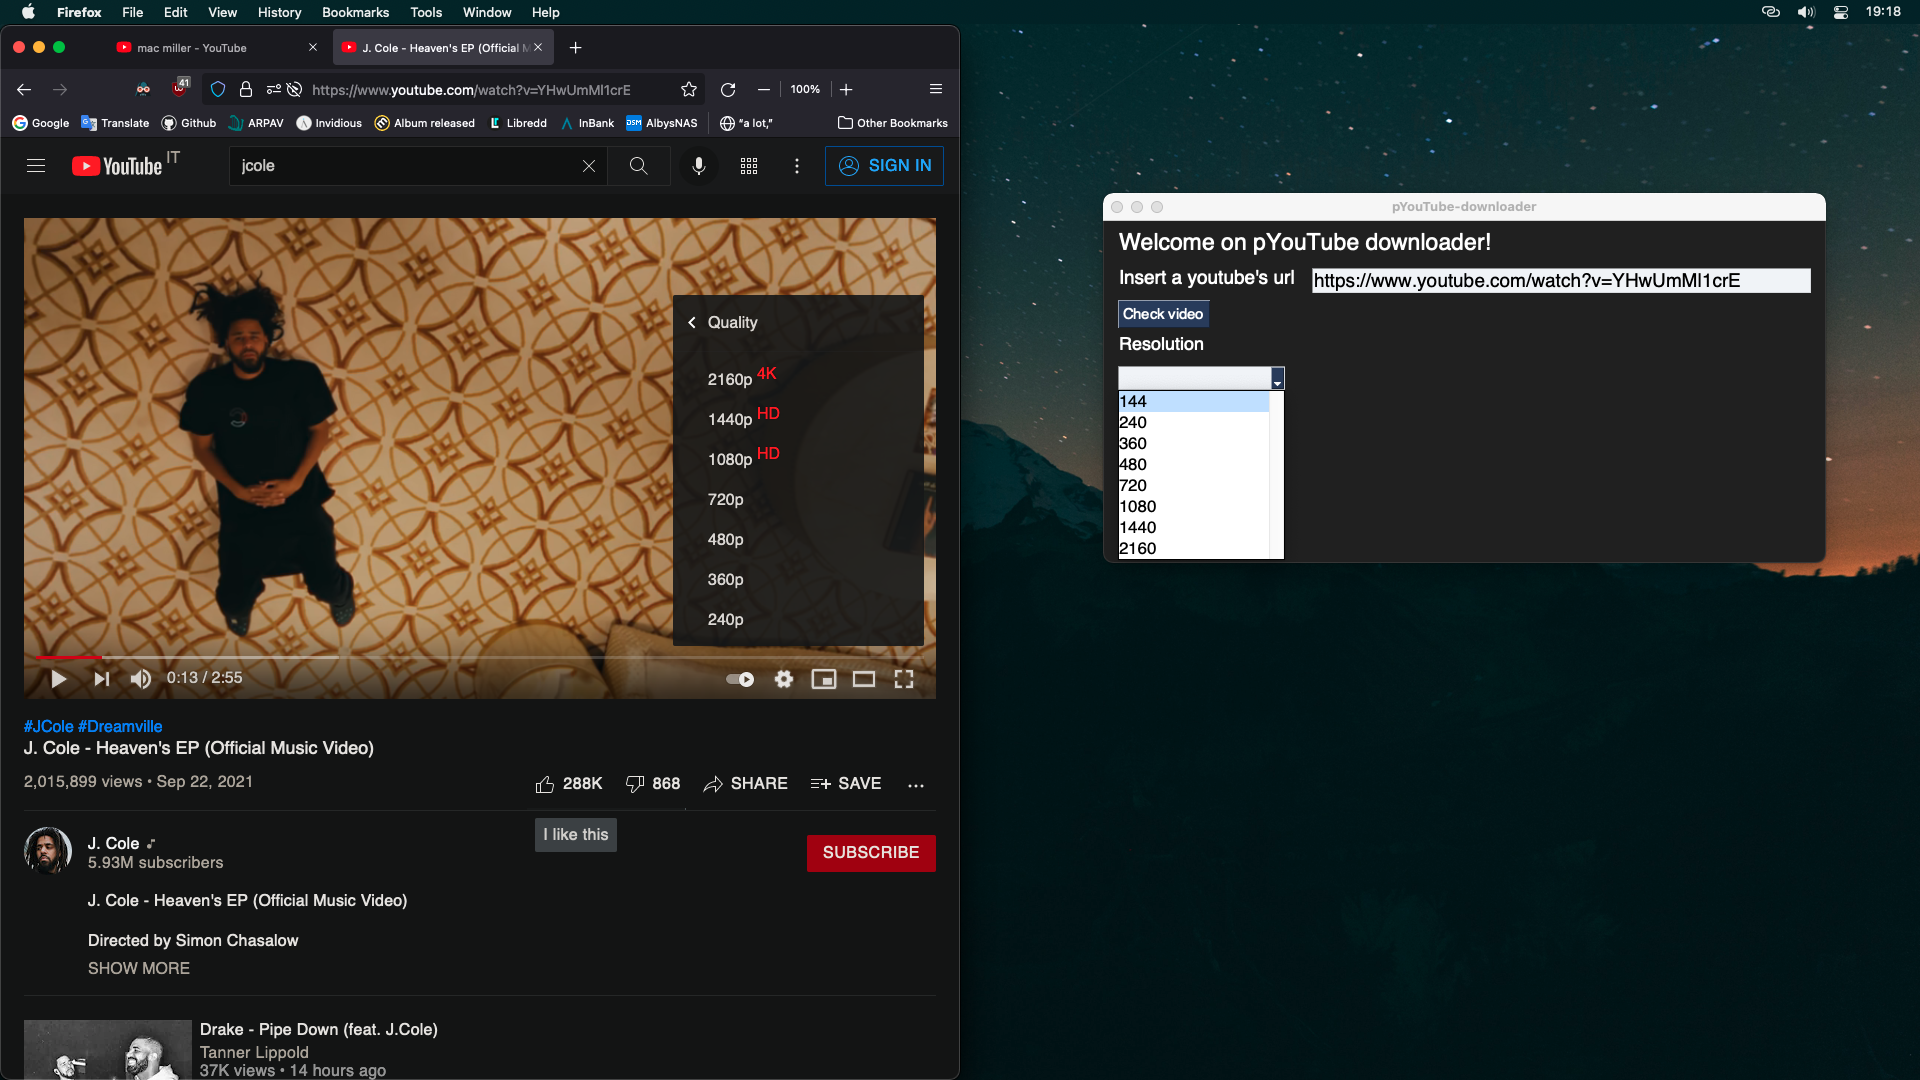 Firefox File Edit View History Bookmarks Tools Window Help 19:18
mac miller - YouTube
J. Cole - Heaven's EP (Official M
41
https://www.youtube.com/watch?v=YHwUmMl1crE
100%
Google Translate Github ARPAV Invidious Album released Libredd InBank DSM AlbysNAS "a lot," Other Bookmarks
YouTube IT
jcole
SIGN IN
Quality
2160p 4K
1440p HD
1080p HD
720p
480p
360p
240p
0:13 / 2:55
#JCole #Dreamville
J. Cole - Heaven's EP (Official Music Video)
2,015,899 views • Sep 22, 2021
288K 868 SHARE SAVE
I like this
J. Cole
5.93M subscribers
SUBSCRIBE
J. Cole - Heaven's EP (Official Music Video)
Directed by Simon Chasalow
SHOW MORE
Drake - Pipe Down (feat. J.Cole)
Tanner Lippold
37K views • 14 hours ago
pYouTube-downloader
Welcome on pYouTube downloader!
Insert a youtube's url https://www.youtube.com/watch?v=YHwUmMl1crE
Check video
Resolution
144
240
360
480
720
1080
1440
2160